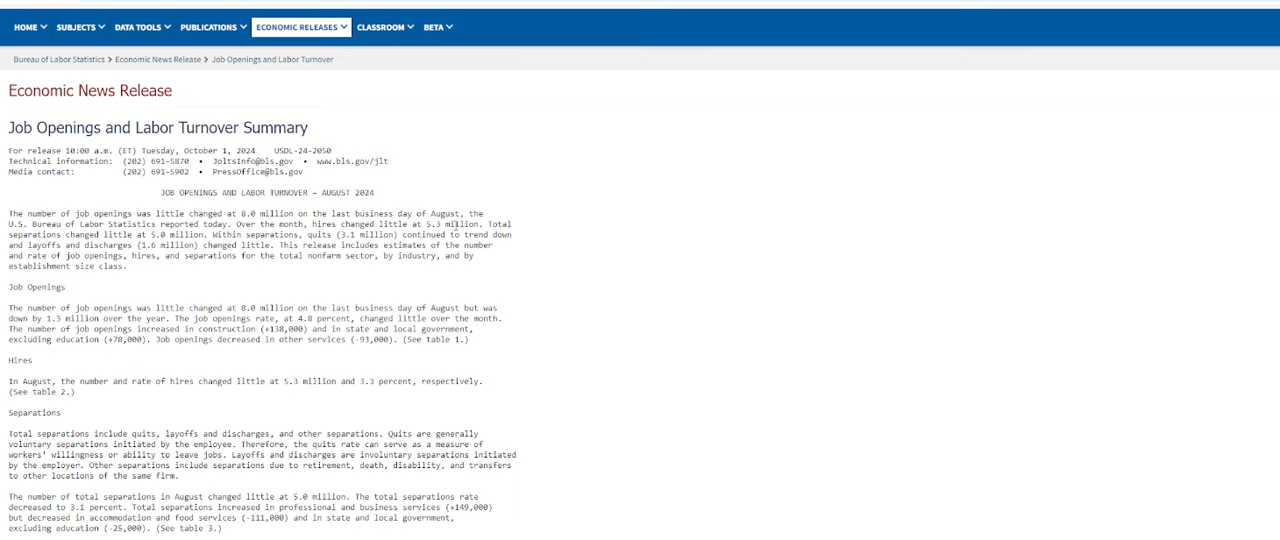 HOME SUBJECTS DATA TOOLS PUBLICATIONS ECONOMIC RELEASES CLASSROOM BETA
Bureau of Labor Statistics > Economic News Release > Job Openings and Labor Turnover
Economic News Release
Job Openings and Labor Turnover Summary
For release 10:00 a.m. (ET) Tuesday, October 1, 2024 USDL-24-2050
Technical information: (202) 691-5870 • JoltsInfo@bls.gov • www.bls.gov/jlt
Media contact: (202) 691-5902 • PressOffice@bls.gov
JOB OPENINGS AND LABOR TURNOVER – AUGUST 2024
The number of job openings was little changed at 8.0 million on the last business day of August, the
U.S. Bureau of Labor Statistics reported today. Over the month, hires changed little at 5.3 million. Total
separations changed little at 5.0 million. Within separations, quits (3.1 million) continued to trend down
and layoffs and discharges (1.6 million) changed little. This release includes estimates of the number
and rate of job openings, hires, and separations for the total nonfarm sector, by industry, and by
establishment size class.
Job Openings
The number of job openings was little changed at 8.0 million on the last business day of August but was
down by 1.3 million over the year. The job openings rate, at 4.8 percent, changed little over the month.
The number of job openings increased in construction (+138,000) and in state and local government,
excluding education (+78,000). Job openings decreased in other services (-93,000). (See table 1.)
Hires
In August, the number and rate of hires changed little at 5.3 million and 3.3 percent, respectively.
(See table 2.)
Separations
Total separations include quits, layoffs and discharges, and other separations. Quits are generally
voluntary separations initiated by the employee. Therefore, the quits rate can serve as a measure of
workers' willingness or ability to leave jobs. Layoffs and discharges are involuntary separations initiated
by the employer. Other separations include separations due to retirement, death, disability, and transfers
to other locations of the same firm.
The number of total separations in August changed little at 5.0 million. The total separations rate
decreased to 3.1 percent. Total separations increased in professional and business services (+149,000)
but decreased in accommodation and food services (-111,000) and in state and local government,
excluding education (-25,000). (See table 3.)